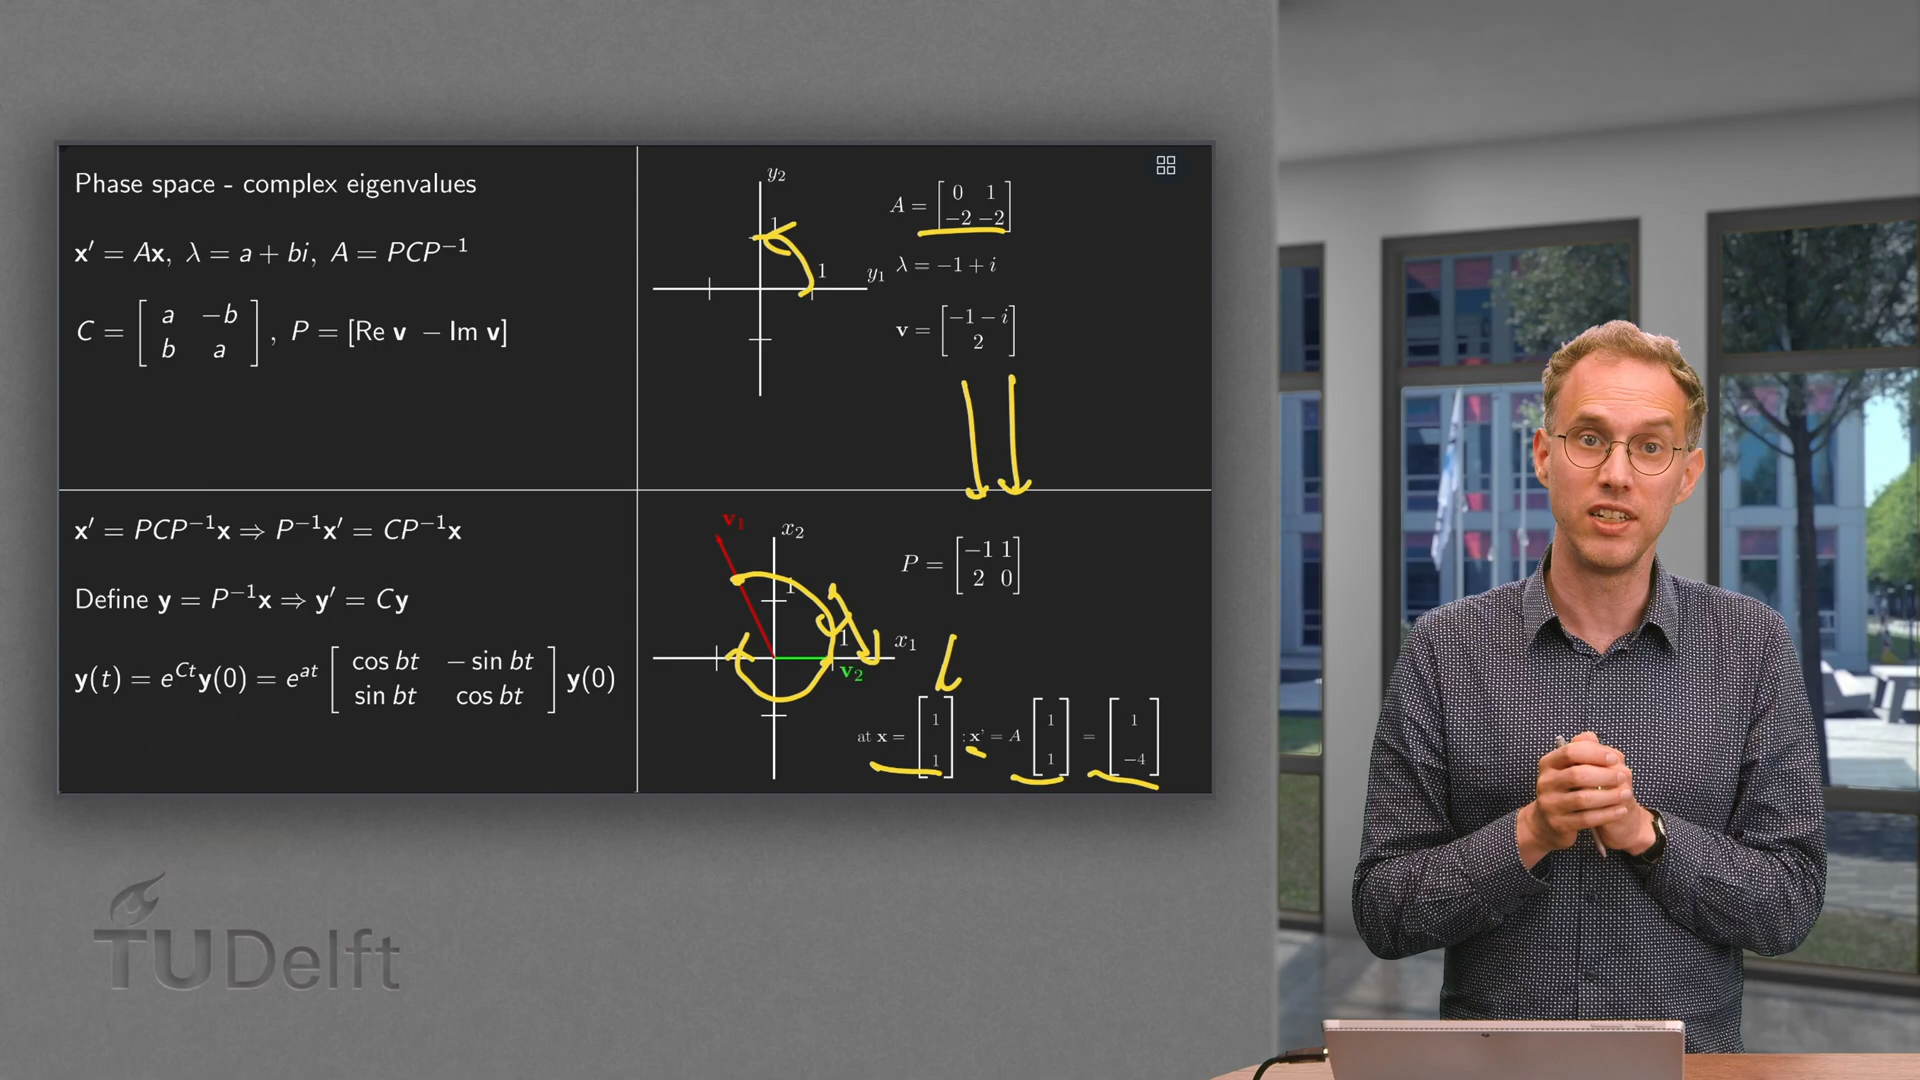 Phase space - complex eigenvalues
x′ = Ax, λ = a + bi, A = PCP⁻¹
C = [ a −b ; b a ] , P = [Re v − Im v]
y₂
1
1
y₁
A = [ 0 1 ; −2 −2 ]
λ = −1 + i
v = [ −1 − i ; 2 ]
x′ = PCP⁻¹x ⇒ P⁻¹x′ = CP⁻¹x
Define y = P⁻¹x ⇒ y′ = Cy
y(t) = eᶜᵗy(0) = eᵃᵗ [ cos bt − sin bt ; sin bt cos bt ] y(0)
v₁
x₂
1
1
x₁
v₂
P = [ −1 1 ; 2 0 ]
at x = [ 1 ; 1 ] : x' = A [ 1 ; 1 ] = [ 1 ; −4 ]
TUDelft